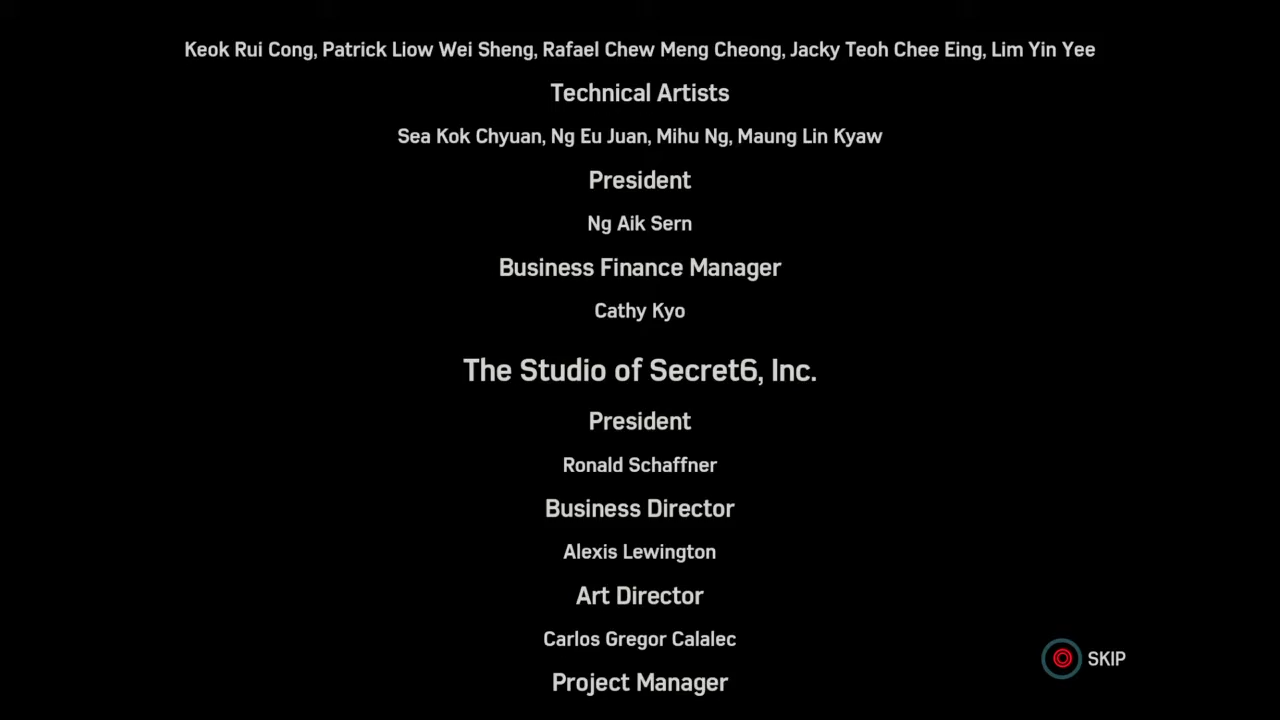 Keok Rui Cong, Patrick Liow Wei Sheng, Rafael Chew Meng Cheong, Jacky Teoh Chee Eing, Lim Yin Yee
Technical Artists
Sea Kok Chyuan, Ng Eu Juan, Mihu Ng, Maung Lin Kyaw
President
Ng Aik Sern
Business Finance Manager
Cathy Kyo
The Studio of Secret6, Inc.
President
Ronald Schaffner
Business Director
Alexis Lewington
Art Director
Carlos Gregor Calalec
SKIP
Project Manager